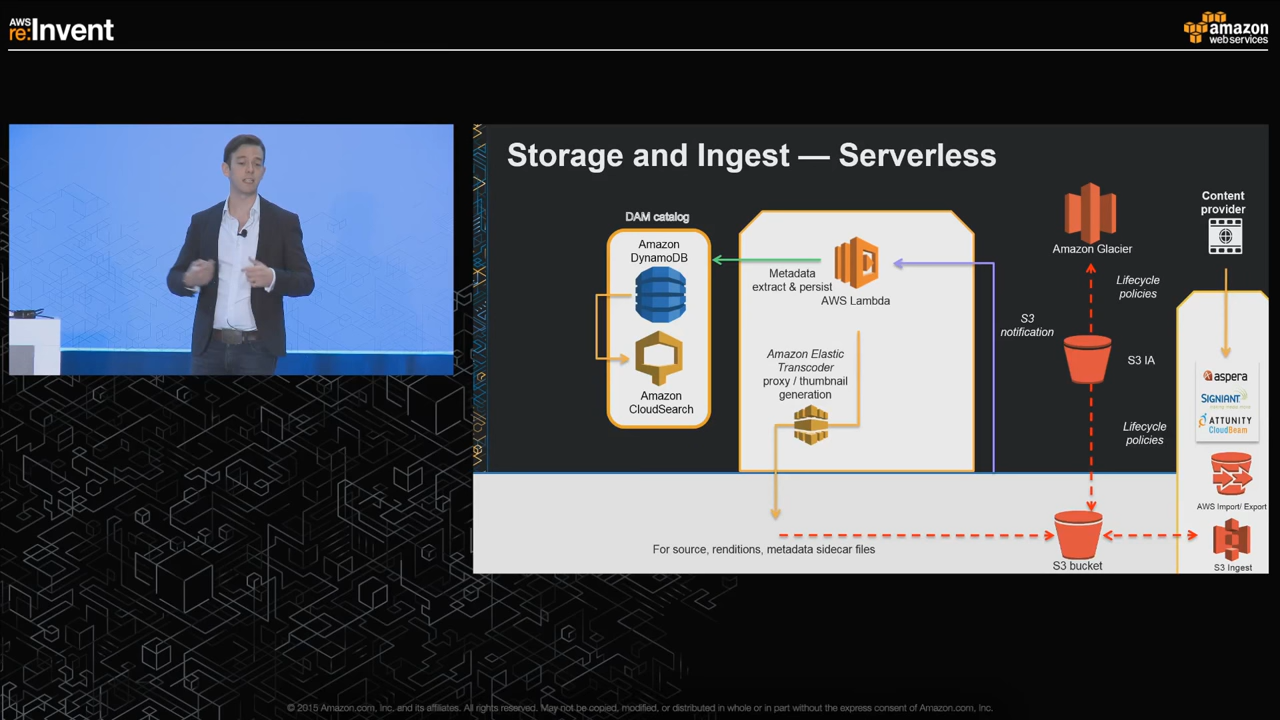 AWS
re:Invent
amazon
webservices
Storage and Ingest — Serverless
DAM catalog
Amazon
DynamoDB
Amazon
CloudSearch
Metadata
extract & persist
AWS Lambda
Amazon Elastic
Transcoder
proxy / thumbnail
generation
S3
notification
Amazon Glacier
Lifecycle
policies
S3 IA
Lifecycle
policies
Content
provider
aspera
SIGNIANT
ATTUNITY
CloudBeam
AWS Import/ Export
S3 Ingest
S3 bucket
For source, renditions, metadata sidecar files
© 2015 Amazon.com, Inc. and its affiliates. All rights reserved. May not be copied, modified, or distributed in whole or in part without the express consent of Amazon.com, Inc.